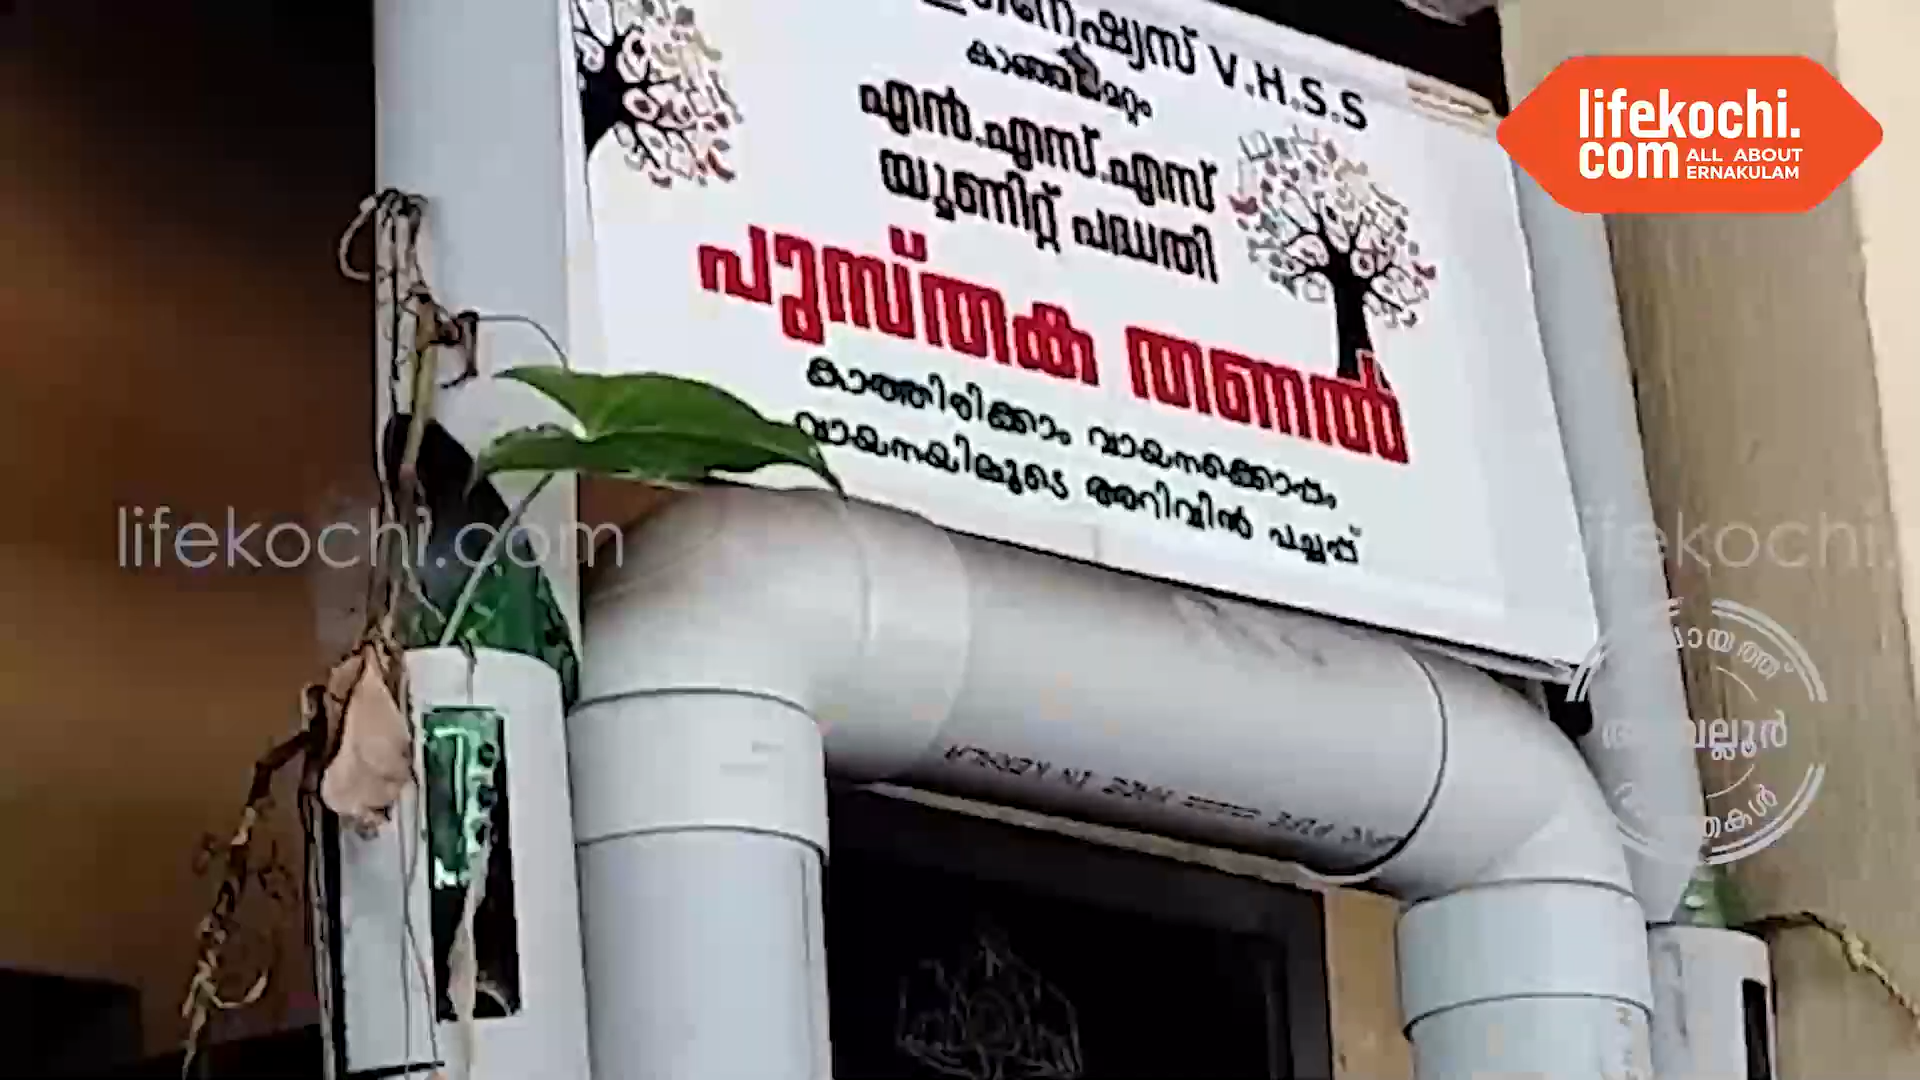 V.H.S.S
കാഞ്ഞിരമറ്റം
എൻ.എസ്.എസ്
യൂണിറ്റ് പദ്ധതി
പുസ്തക തണൽ
കാത്തിരിക്കാം വായനക്കൊപ്പം
വായനയിലൂടെ അറിവിൻ പച്ചപ്പ്
lifekochi.
com ALL ABOUT
ERNAKULAM
lifekochi.com